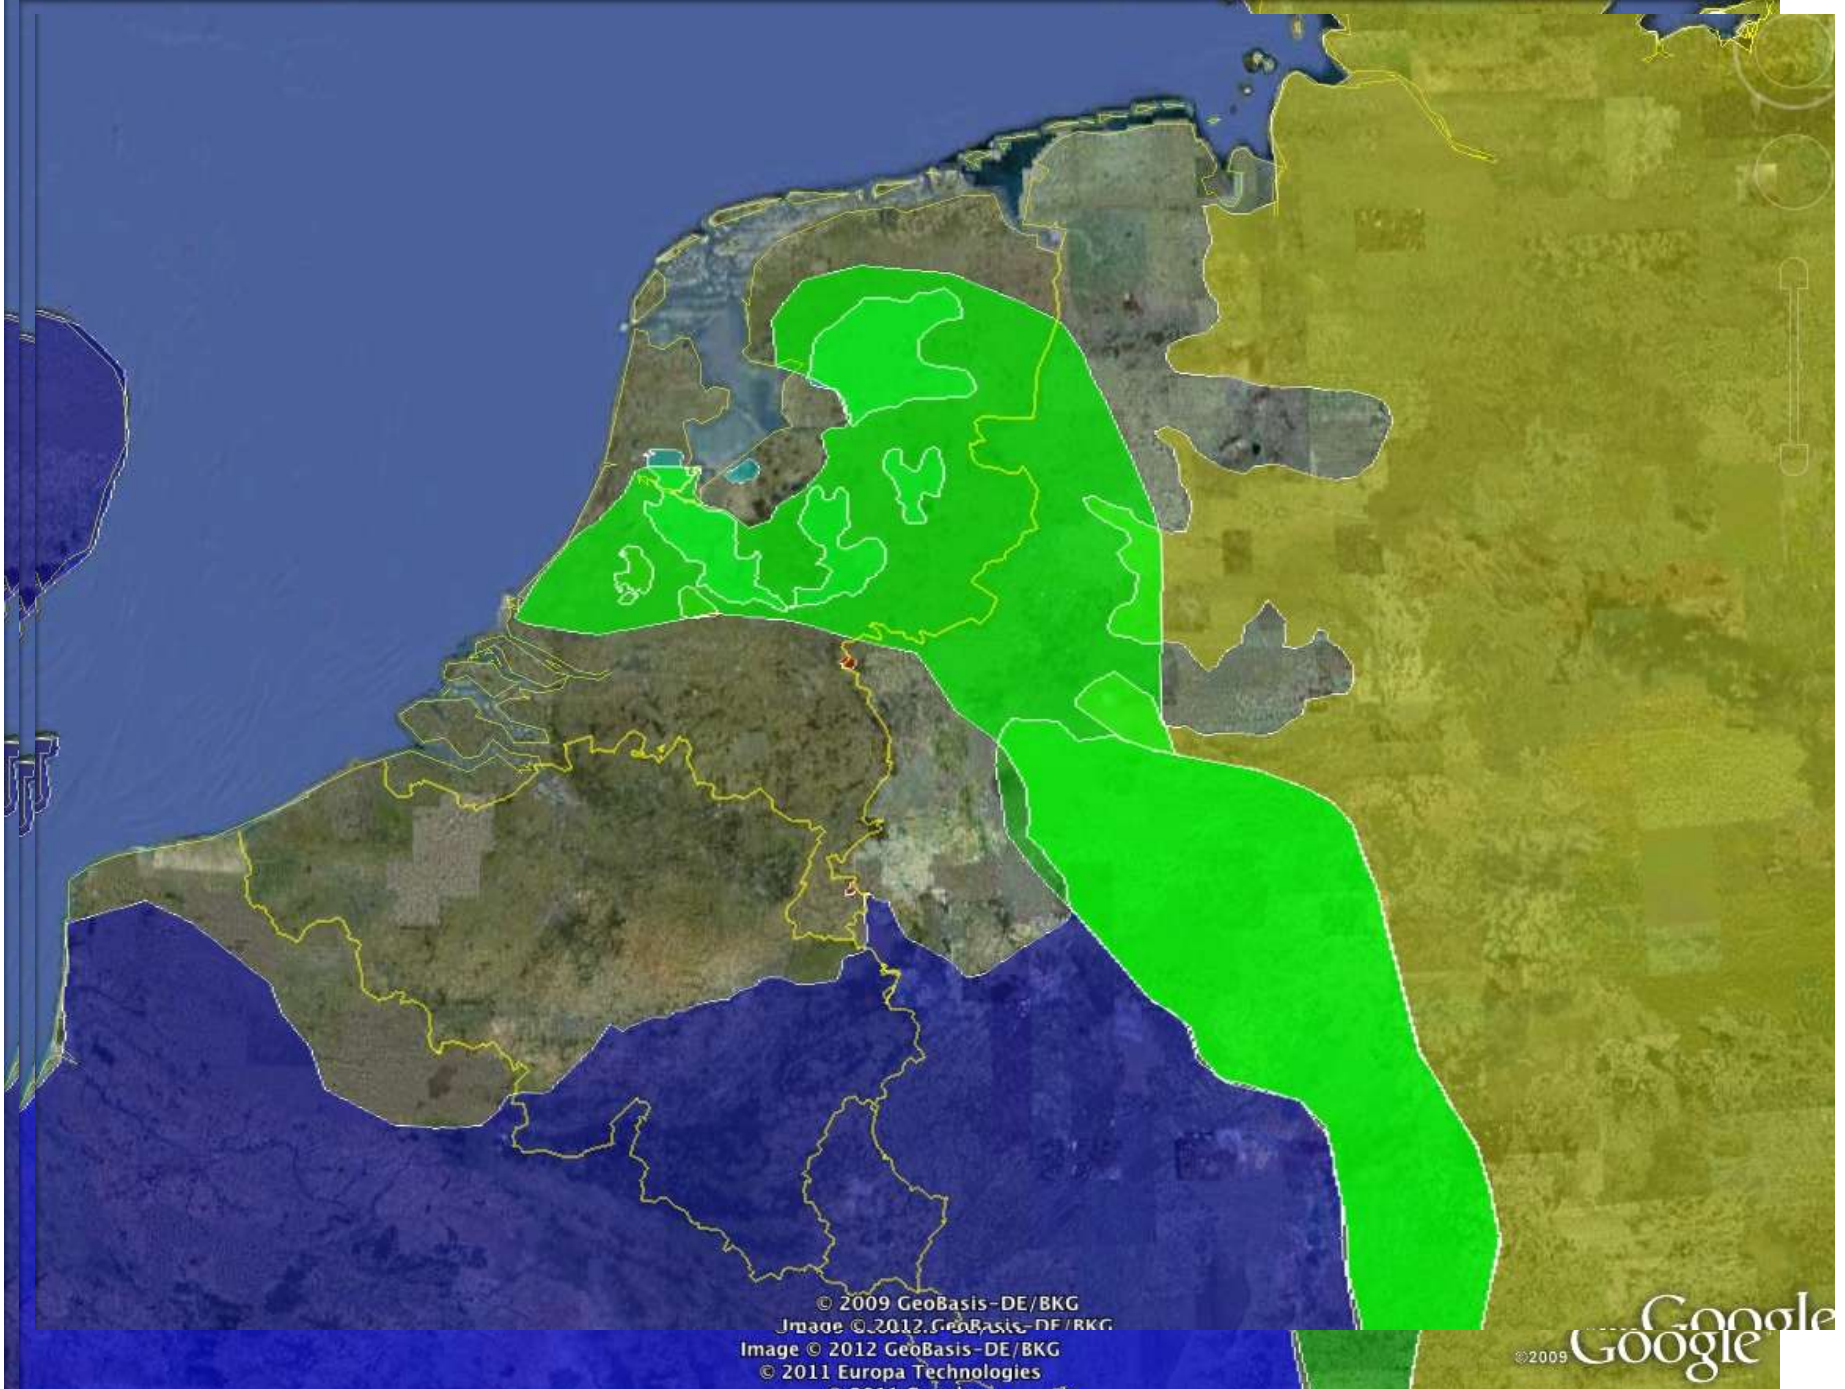 © 2009 GeoBasis-DE/BKG
Image © 2012 GeoBasis-DE/BKG
Image © 2012 GeoBasis-DE/BKG
© 2011 Europa Technologies
Google
©2009 Google